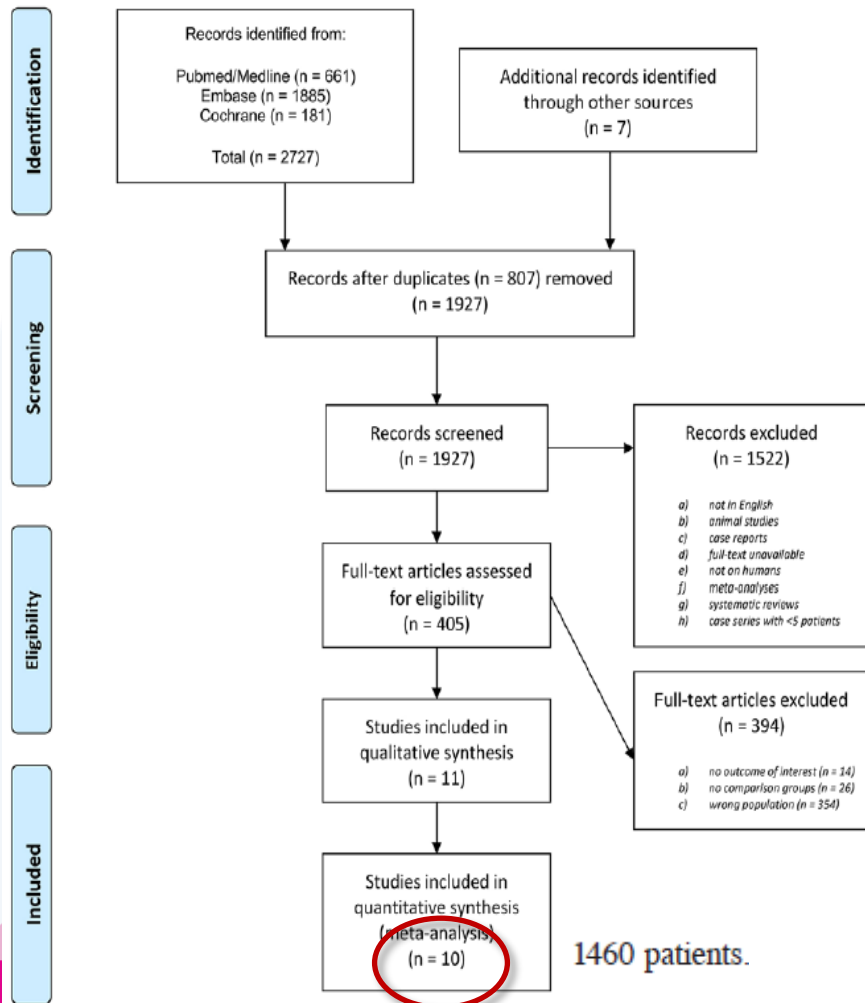 Identification
Records identified from:
Pubmed/Medline (n = 661)
Embase (n = 1885)
Cochrane (n = 181)
Total (n = 2727)
Additional records identified
through other sources
(n = 7)
Screening
Records after duplicates (n = 807) removed
(n = 1927)
Records screened
(n = 1927)
Records excluded
(n = 1522)
a) not in English
b) animal studies
c) case reports
d) full-text unavailable
e) not on humans
f) meta-analyses
g) systematic reviews
h) case series with <5 patients
Eligibility
Full-text articles assessed
for eligibility
(n = 405)
Full-text articles excluded
(n = 394)
a) no outcome of interest (n = 14)
b) no comparison groups (n = 26)
c) wrong population (n = 354)
Studies included in
qualitative synthesis
(n = 11)
Included
Studies included in
quantitative synthesis
(meta-analysis)
(n = 10)
1460 patients.